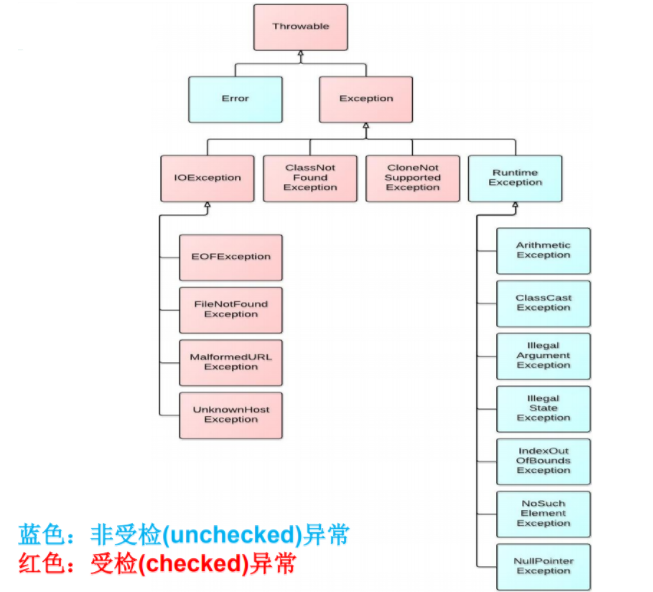 Throwable
Error
Exception
IOException
ClassNot
Found
Exception
CloneNot
Supported
Exception
Runtime
Exception
EOFException
FileNotFound
Exception
MalformedURL
Exception
UnknownHost
Exception
Arithmetic
Exception
ClassCast
Exception
Illegal
Argument
Exception
Illegal
State
Exception
IndexOut
OfBounds
Exception
NoSuch
Element
Exception
NullPointer
Exception
蓝色：非受检(unchecked)异常
红色：受检(checked)异常